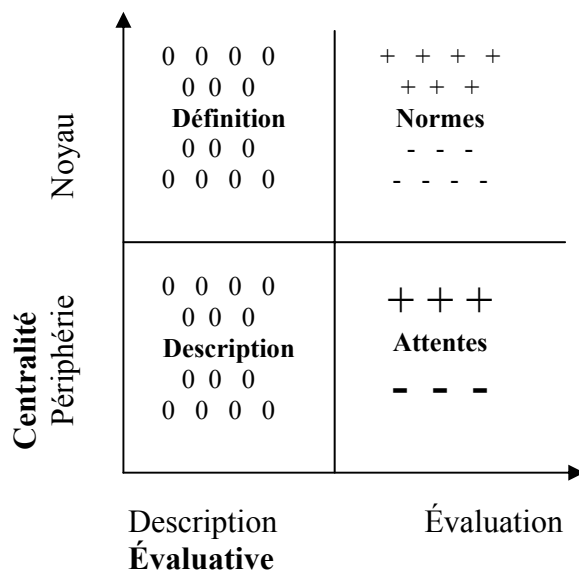 0 0 0 0 + + + +
0 0 0 + + +
Définition Normes
0 0 0 - - -
0 0 0 0 - - - -
Noyau
0 0 0 0 + + +
0 0 0
Description Attentes
0 0 0 - - -
0 0 0 0
Centralité
Périphérie
Description Évaluation
Évaluative